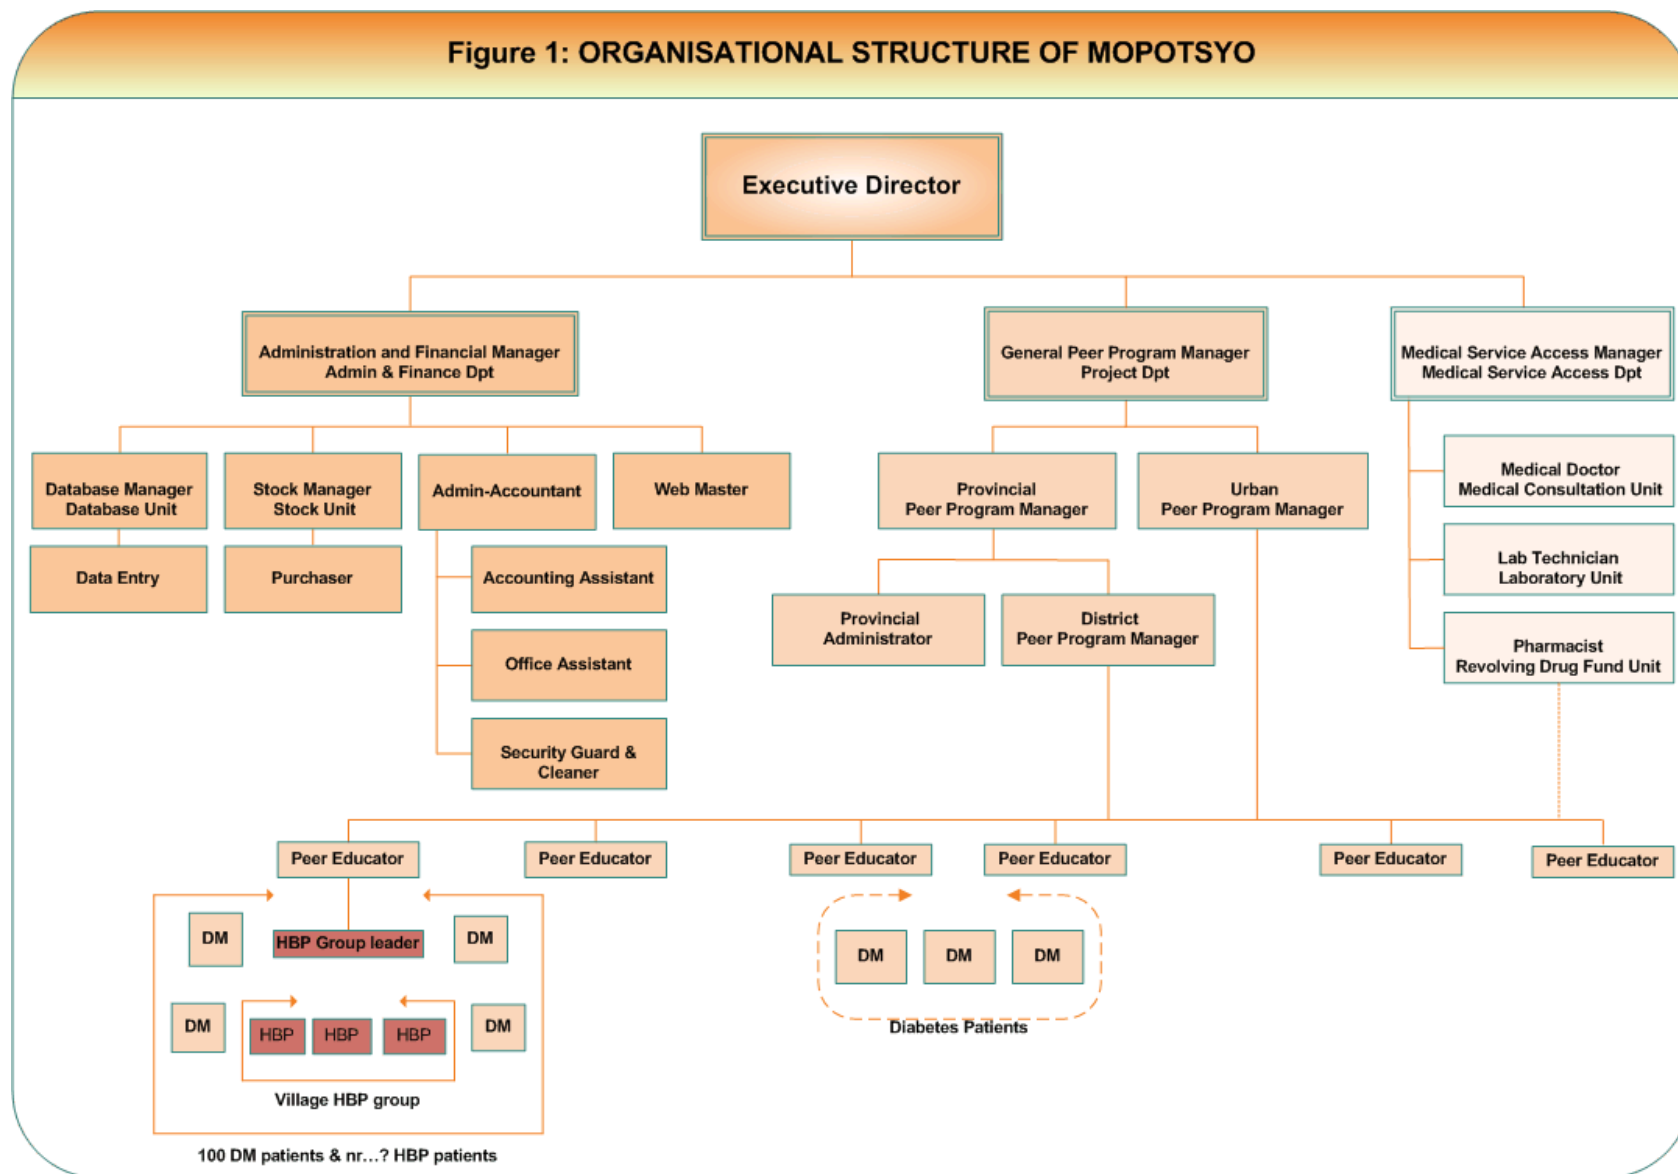 Figure 1: ORGANISATIONAL STRUCTURE OF MOPOTSYO
Executive Director
Administration and Financial Manager
Admin & Finance Dpt
General Peer Program Manager
Project Dpt
Medical Service Access Manager
Medical Service Access Dpt
Database Manager
Database Unit
Stock Manager
Stock Unit
Admin-Accountant
Web Master
Provincial
Peer Program Manager
Urban
Peer Program Manager
Medical Doctor
Medical Consultation Unit
Data Entry
Purchaser
Accounting Assistant
Lab Technician
Laboratory Unit
Provincial
Administrator
District
Peer Program Manager
Office Assistant
Pharmacist
Revolving Drug Fund Unit
Security Guard &
Cleaner
Peer Educator
Peer Educator
Peer Educator
Peer Educator
Peer Educator
Peer Educator
DM
HBP Group leader
DM
DM
DM
DM
DM
HBP
HBP
HBP
DM
Diabetes Patients
Village HBP group
100 DM patients & nr...? HBP patients